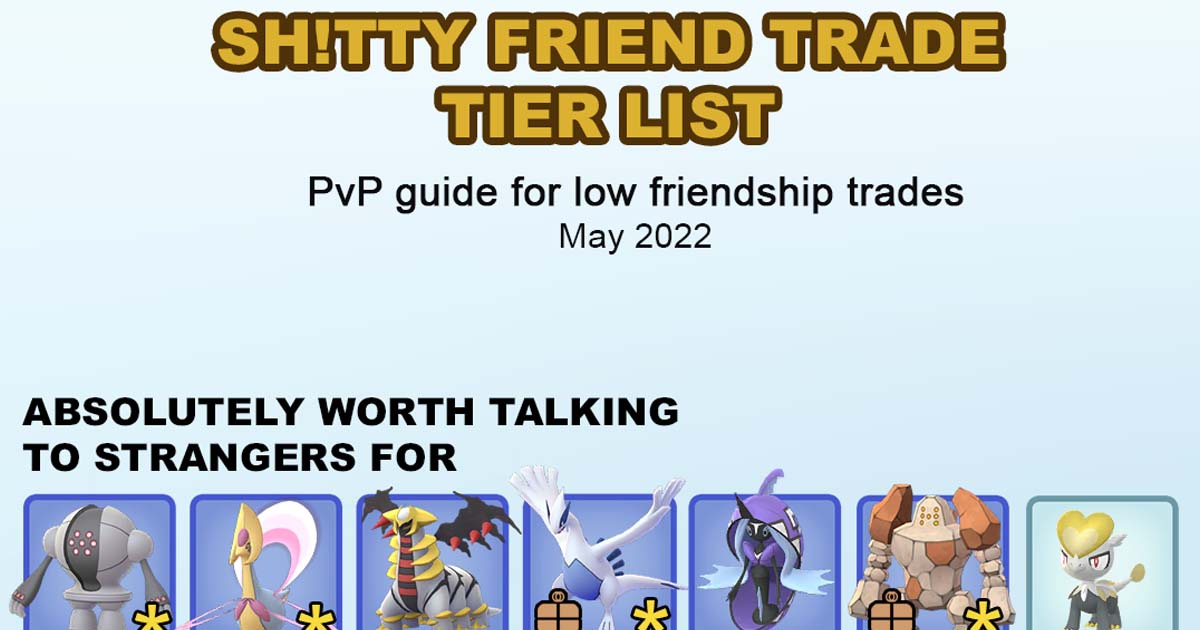 SH!TTY FRIEND TRADE
TIER LIST
PvP guide for low friendship trades
May 2022
ABSOLUTELY WORTH TALKING
TO STRANGERS FOR